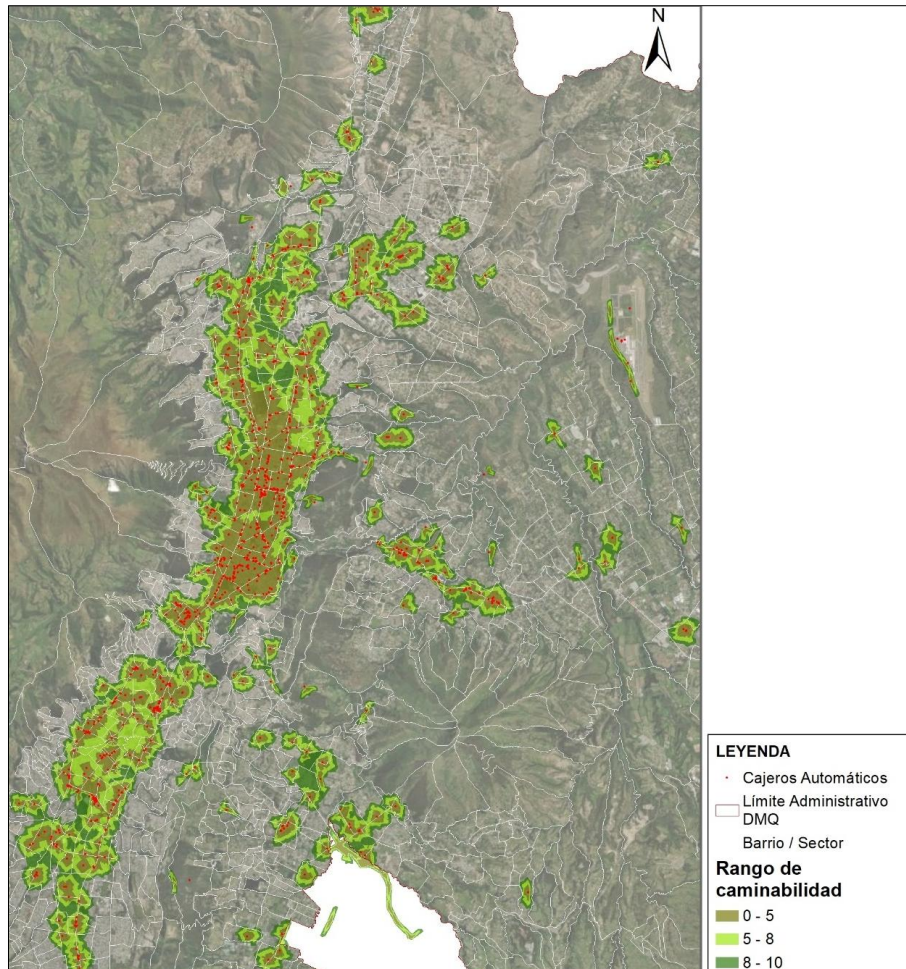 N
LEYENDA
Cajeros Automáticos
Límite Administrativo
DMQ
Barrio / Sector
Rango de
caminabilidad
0 - 5
5 - 8
8 - 10